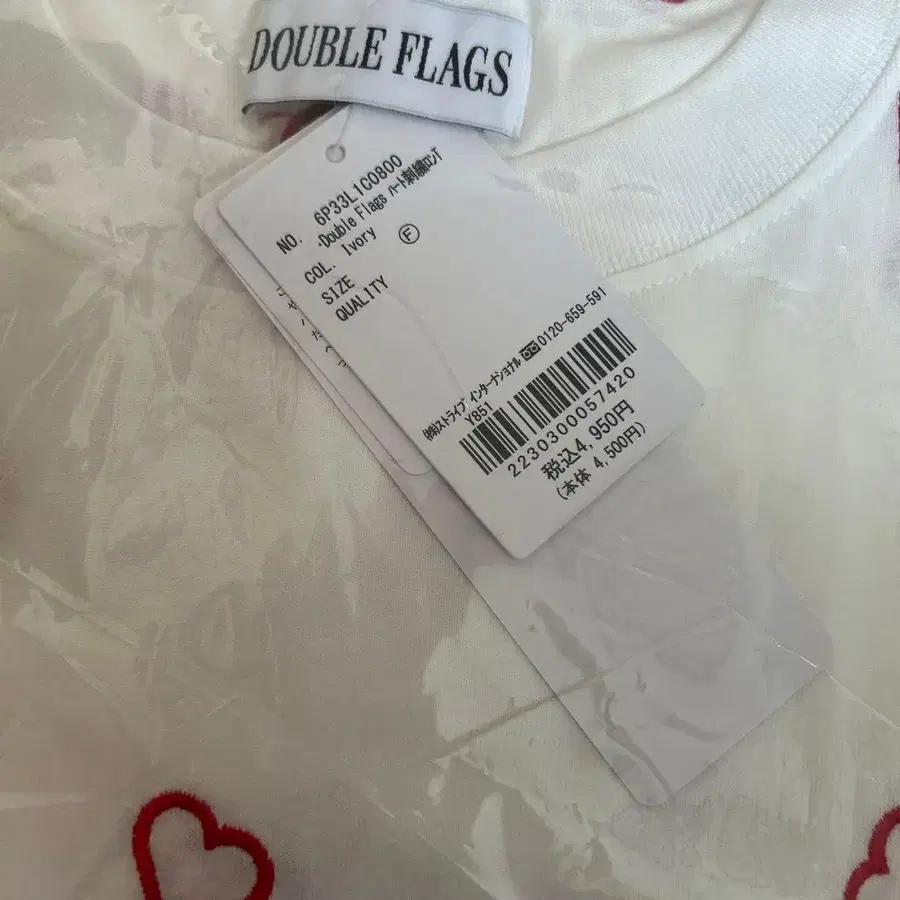 DOUBLE FLAGS
NO. 6P33L1C0800
-Double Flags ハート刺繍ロンT
COL. Ivory
SIZE Ⓕ
QUALITY
㈱ストライプ インターナショナル 0120-659-591
Y851
2230300057420
税込4,950円
(本体 4,500円)